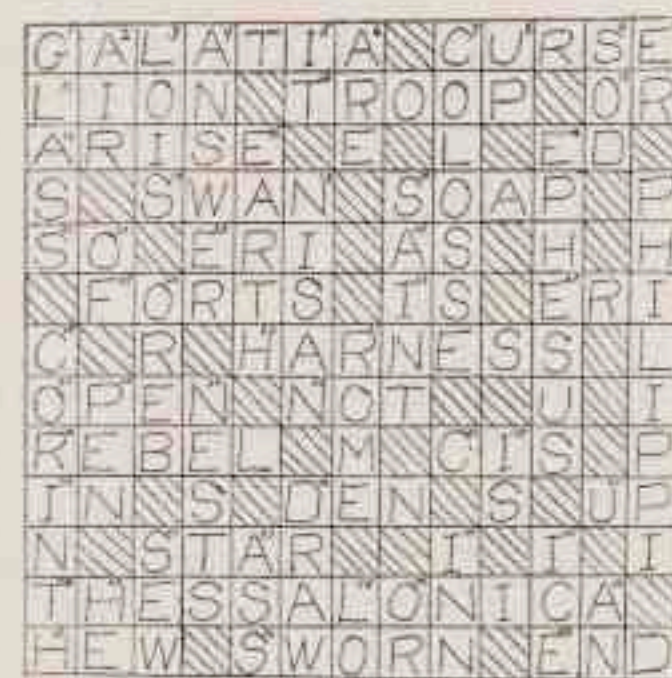 GALATIA CURSE
LION TROOP OR
ARISE E L ED
S SWAN SOAP P
SO ERI AS H H
FORTS IS ERI
C R HARNESS L
OPEN NOT U I
REBEL M CIS P
IN S DEN S UP
N STAR I I I
THESSALONICA
HEW SWORN END